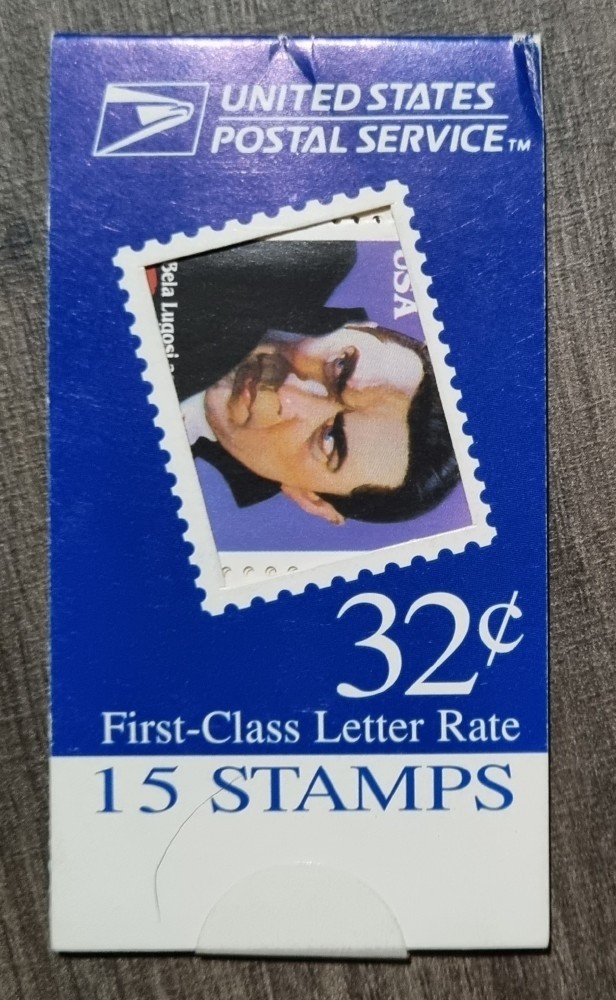 UNITED STATES
POSTAL SERVICE™
USA
Bela Lugosi
32¢
First-Class Letter Rate
15 STAMPS